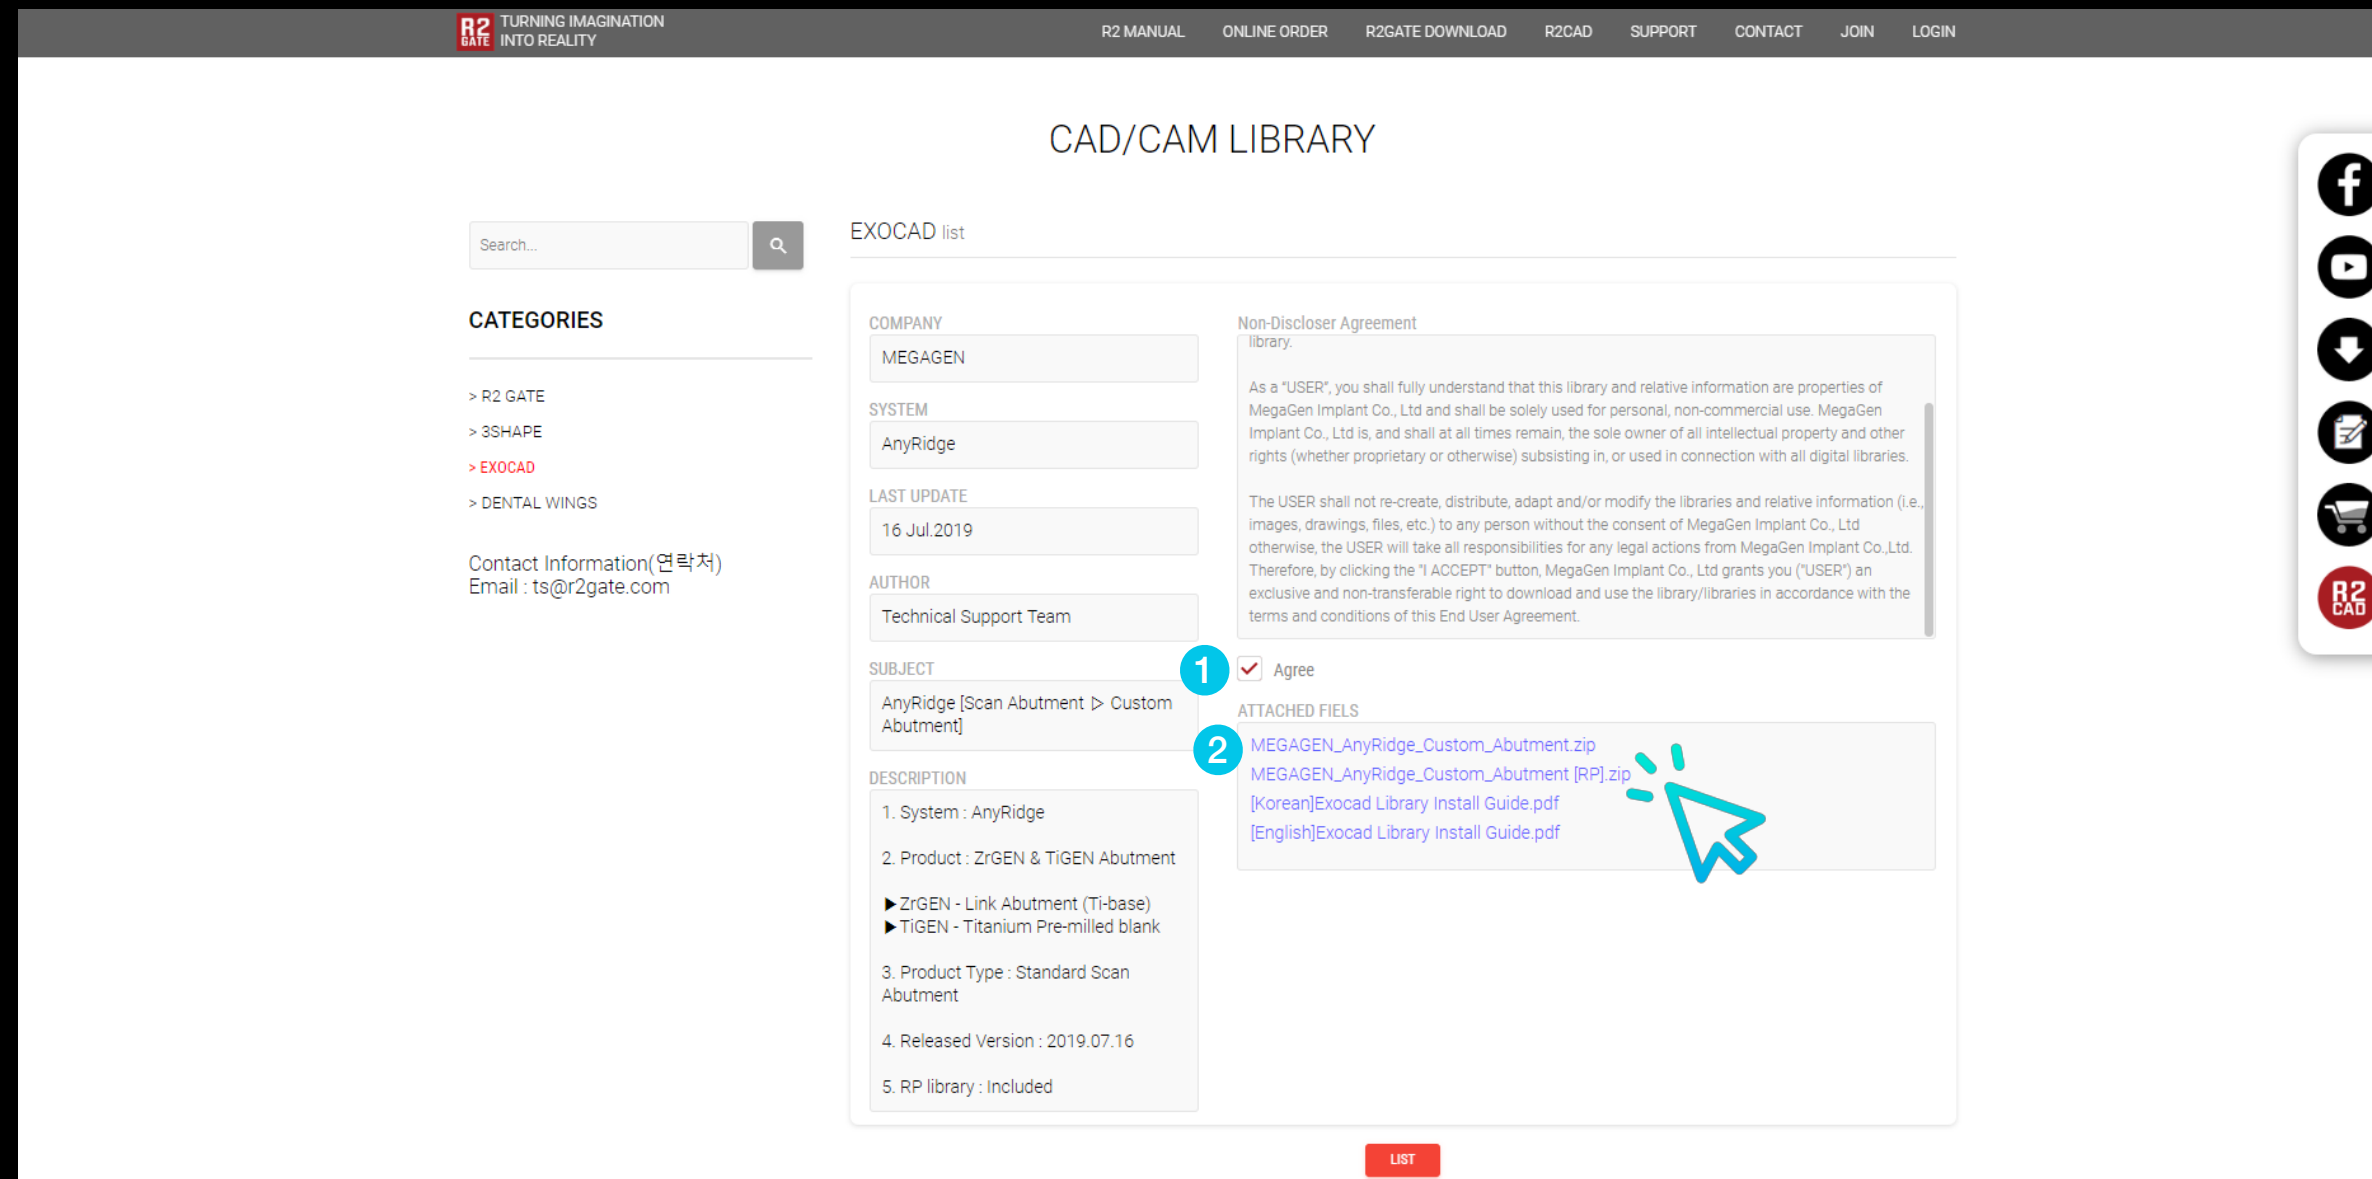 R2
GATE
TURNING IMAGINATION
INTO REALITY
R2 MANUAL
ONLINE ORDER
R2GATE DOWNLOAD
R2CAD
SUPPORT
CONTACT
JOIN
LOGIN
CAD/CAM LIBRARY
Search...
CATEGORIES
> R2 GATE
> 3SHAPE
> EXOCAD
> DENTAL WINGS
Contact Information(연락처)
Email : ts@r2gate.com
EXOCAD list
COMPANY
MEGAGEN
SYSTEM
AnyRidge
LAST UPDATE
16 Jul.2019
AUTHOR
Technical Support Team
SUBJECT
AnyRidge [Scan Abutment ▷ Custom
Abutment]
DESCRIPTION
1. System : AnyRidge
2. Product : ZrGEN & TiGEN Abutment
▶ZrGEN - Link Abutment (Ti-base)
▶TiGEN - Titanium Pre-milled blank
3. Product Type : Standard Scan
Abutment
4. Released Version : 2019.07.16
5. RP library : Included
Non-Discloser Agreement
library.
As a “USER”, you shall fully understand that this library and relative information are properties of
MegaGen Implant Co., Ltd and shall be solely used for personal, non-commercial use. MegaGen
Implant Co., Ltd is, and shall at all times remain, the sole owner of all intellectual property and other
rights (whether proprietary or otherwise) subsisting in, or used in connection with all digital libraries.
The USER shall not re-create, distribute, adapt and/or modify the libraries and relative information (i.e.,
images, drawings, files, etc.) to any person without the consent of MegaGen Implant Co., Ltd
otherwise, the USER will take all responsibilities for any legal actions from MegaGen Implant Co.,Ltd.
Therefore, by clicking the "I ACCEPT" button, MegaGen Implant Co., Ltd grants you ("USER") an
exclusive and non-transferable right to download and use the library/libraries in accordance with the
terms and conditions of this End User Agreement.
1
Agree
ATTACHED FIELS
2
MEGAGEN_AnyRidge_Custom_Abutment.zip
MEGAGEN_AnyRidge_Custom_Abutment [RP].zip
[Korean]Exocad Library Install Guide.pdf
[English]Exocad Library Install Guide.pdf
LIST
R2
CAD